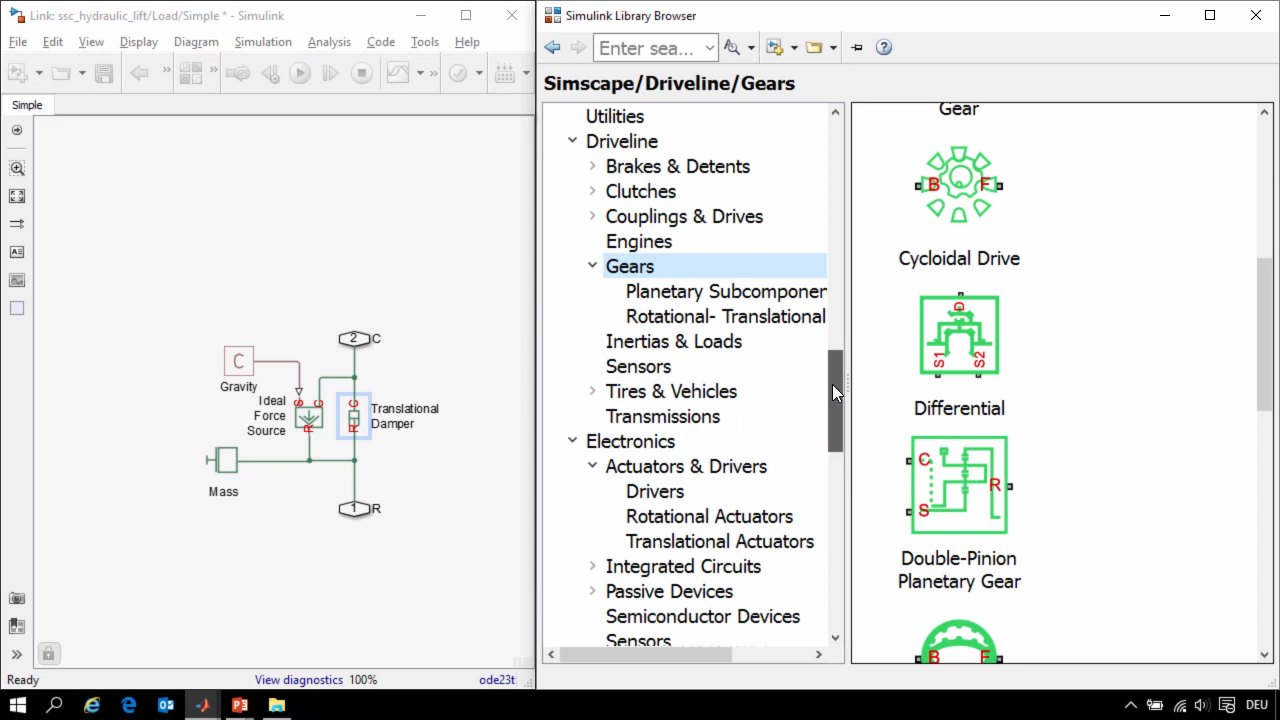 Link: ssc_hydraulic_lift/Load/Simple * - Simulink
File Edit View Display Diagram Simulation Analysis Code Tools Help
Simple
2 C
C
Gravity
S C
R
Ideal
Force
Source
C
R
Translational
Damper
Mass
1 R
Ready
View diagnostics 100%
ode23t
Simulink Library Browser
Enter sea...
Simscape/Driveline/Gears
Utilities
Driveline
Brakes & Detents
Clutches
Couplings & Drives
Engines
Gears
Planetary Subcomponen
Rotational- Translational
Inertias & Loads
Sensors
Tires & Vehicles
Transmissions
Electronics
Actuators & Drivers
Drivers
Rotational Actuators
Translational Actuators
Integrated Circuits
Passive Devices
Semiconductor Devices
Sensors
Gear
B F
Cycloidal Drive
D
S1 S2
Differential
C
R
S
Double-Pinion
Planetary Gear
B F
DEU